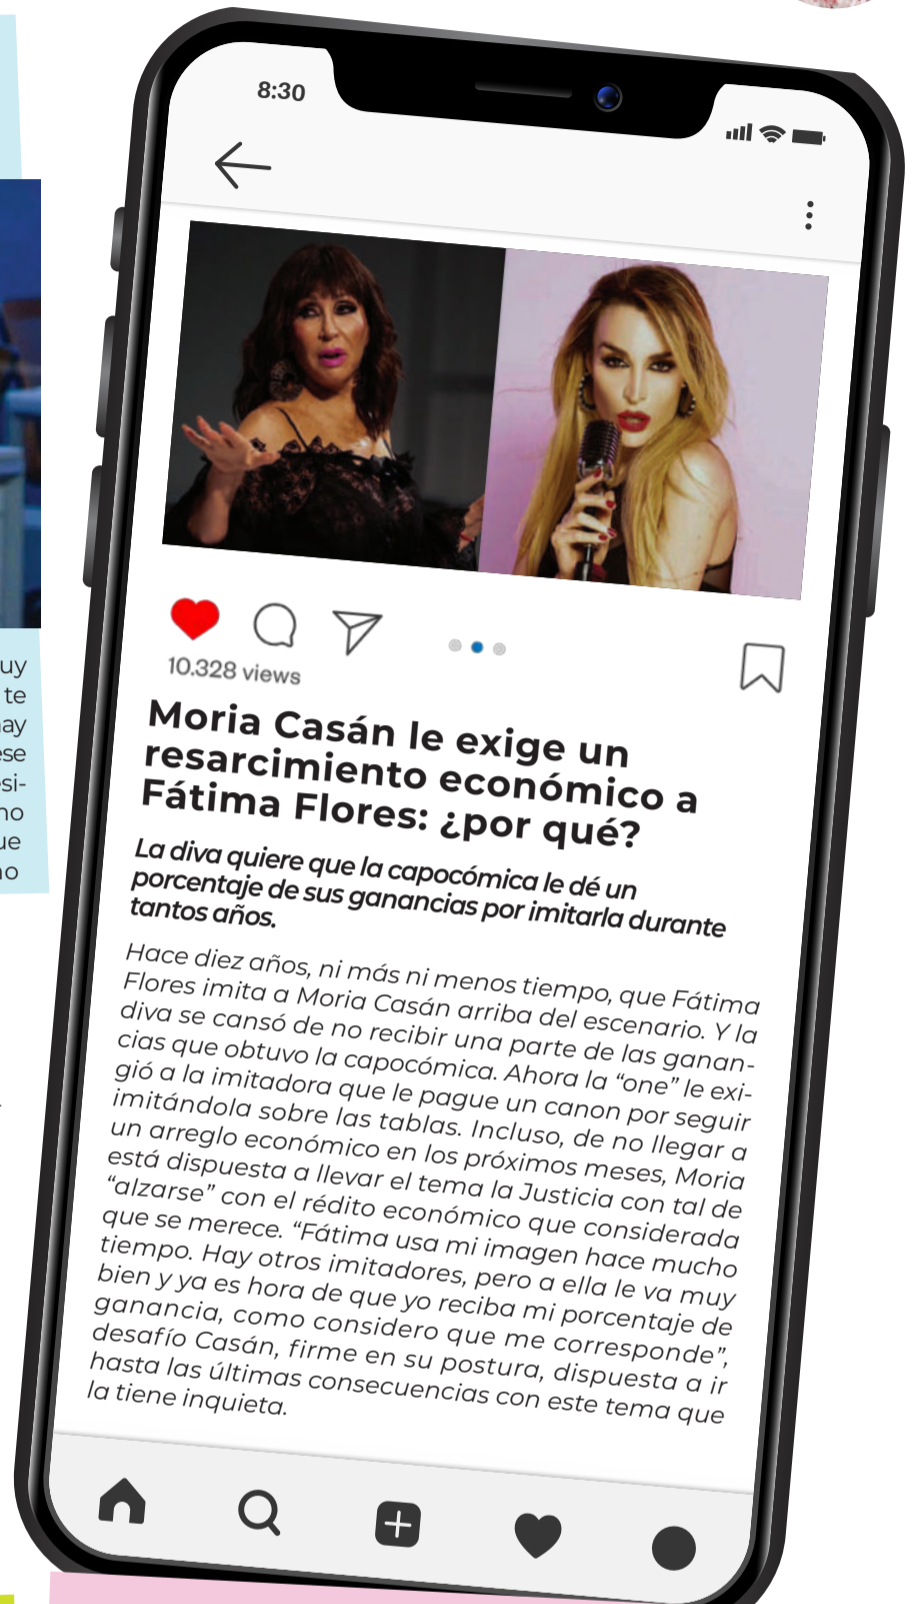 8:30
10.328 views
Moria Casán le exige un
resarcimiento económico a
Fátima Flores: ¿por qué?
La diva quiere que la capocómica le dé un
porcentaje de sus ganancias por imitarla durante
tantos años.
Hace diez años, ni más ni menos tiempo, que Fátima
Flores imita a Moria Casán arriba del escenario. Y la
diva se cansó de no recibir una parte de las ganan-
cias que obtuvo la capocómica. Ahora la “one” le exi-
gió a la imitadora que le pague un canon por seguir
imitándola sobre las tablas. Incluso, de no llegar a
un arreglo económico en los próximos meses, Moria
está dispuesta a llevar el tema la Justicia con tal de
“alzarse” con el rédito económico que considerada
que se merece. “Fátima usa mi imagen hace mucho
tiempo. Hay otros imitadores, pero a ella le va muy
bien y ya es hora de que yo reciba mi porcentaje de
ganancia, como considero que me corresponde”,
desafío Casán, firme en su postura, dispuesta a ir
hasta las últimas consecuencias con este tema que
la tiene inquieta.
te